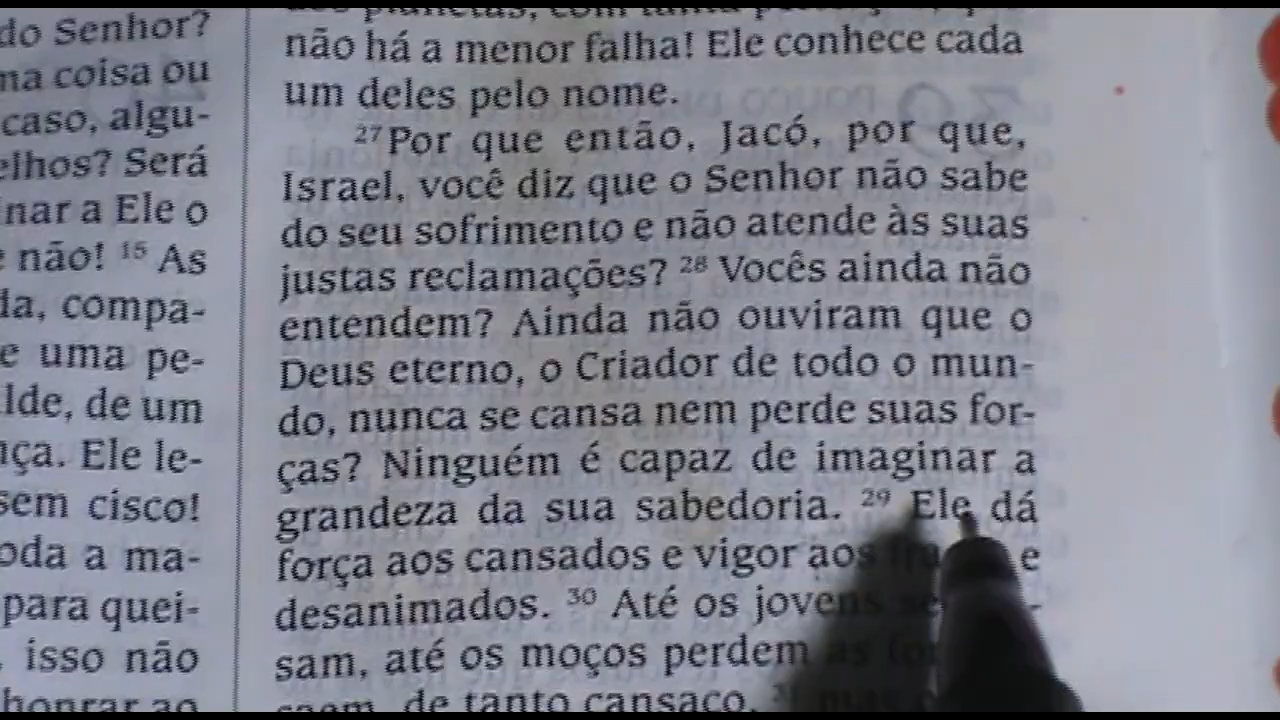 do Senhor?
ma coisa ou
caso, algu-
elhos? Será
nar a Ele o
não! 15 As
da, compa-
e uma pe-
lde, de um
ça. Ele le-
sem cisco!
oda a ma-
para quei-
. isso não
honrar ao
não há a menor falha! Ele conhece cada
um deles pelo nome.
27 Por que então, Jacó, por que,
Israel, você diz que o Senhor não sabe
do seu sofrimento e não atende às suas
justas reclamações? 28 Vocês ainda não
entendem? Ainda não ouviram que o
Deus eterno, o Criador de todo o mun-
do, nunca se cansa nem perde suas for-
ças? Ninguém é capaz de imaginar a
grandeza da sua sabedoria. 29 Ele dá
força aos cansados e vigor aos e
desanimados. 30 Até os jovens
sam, até os moços perdem as
de tanto cansaço.